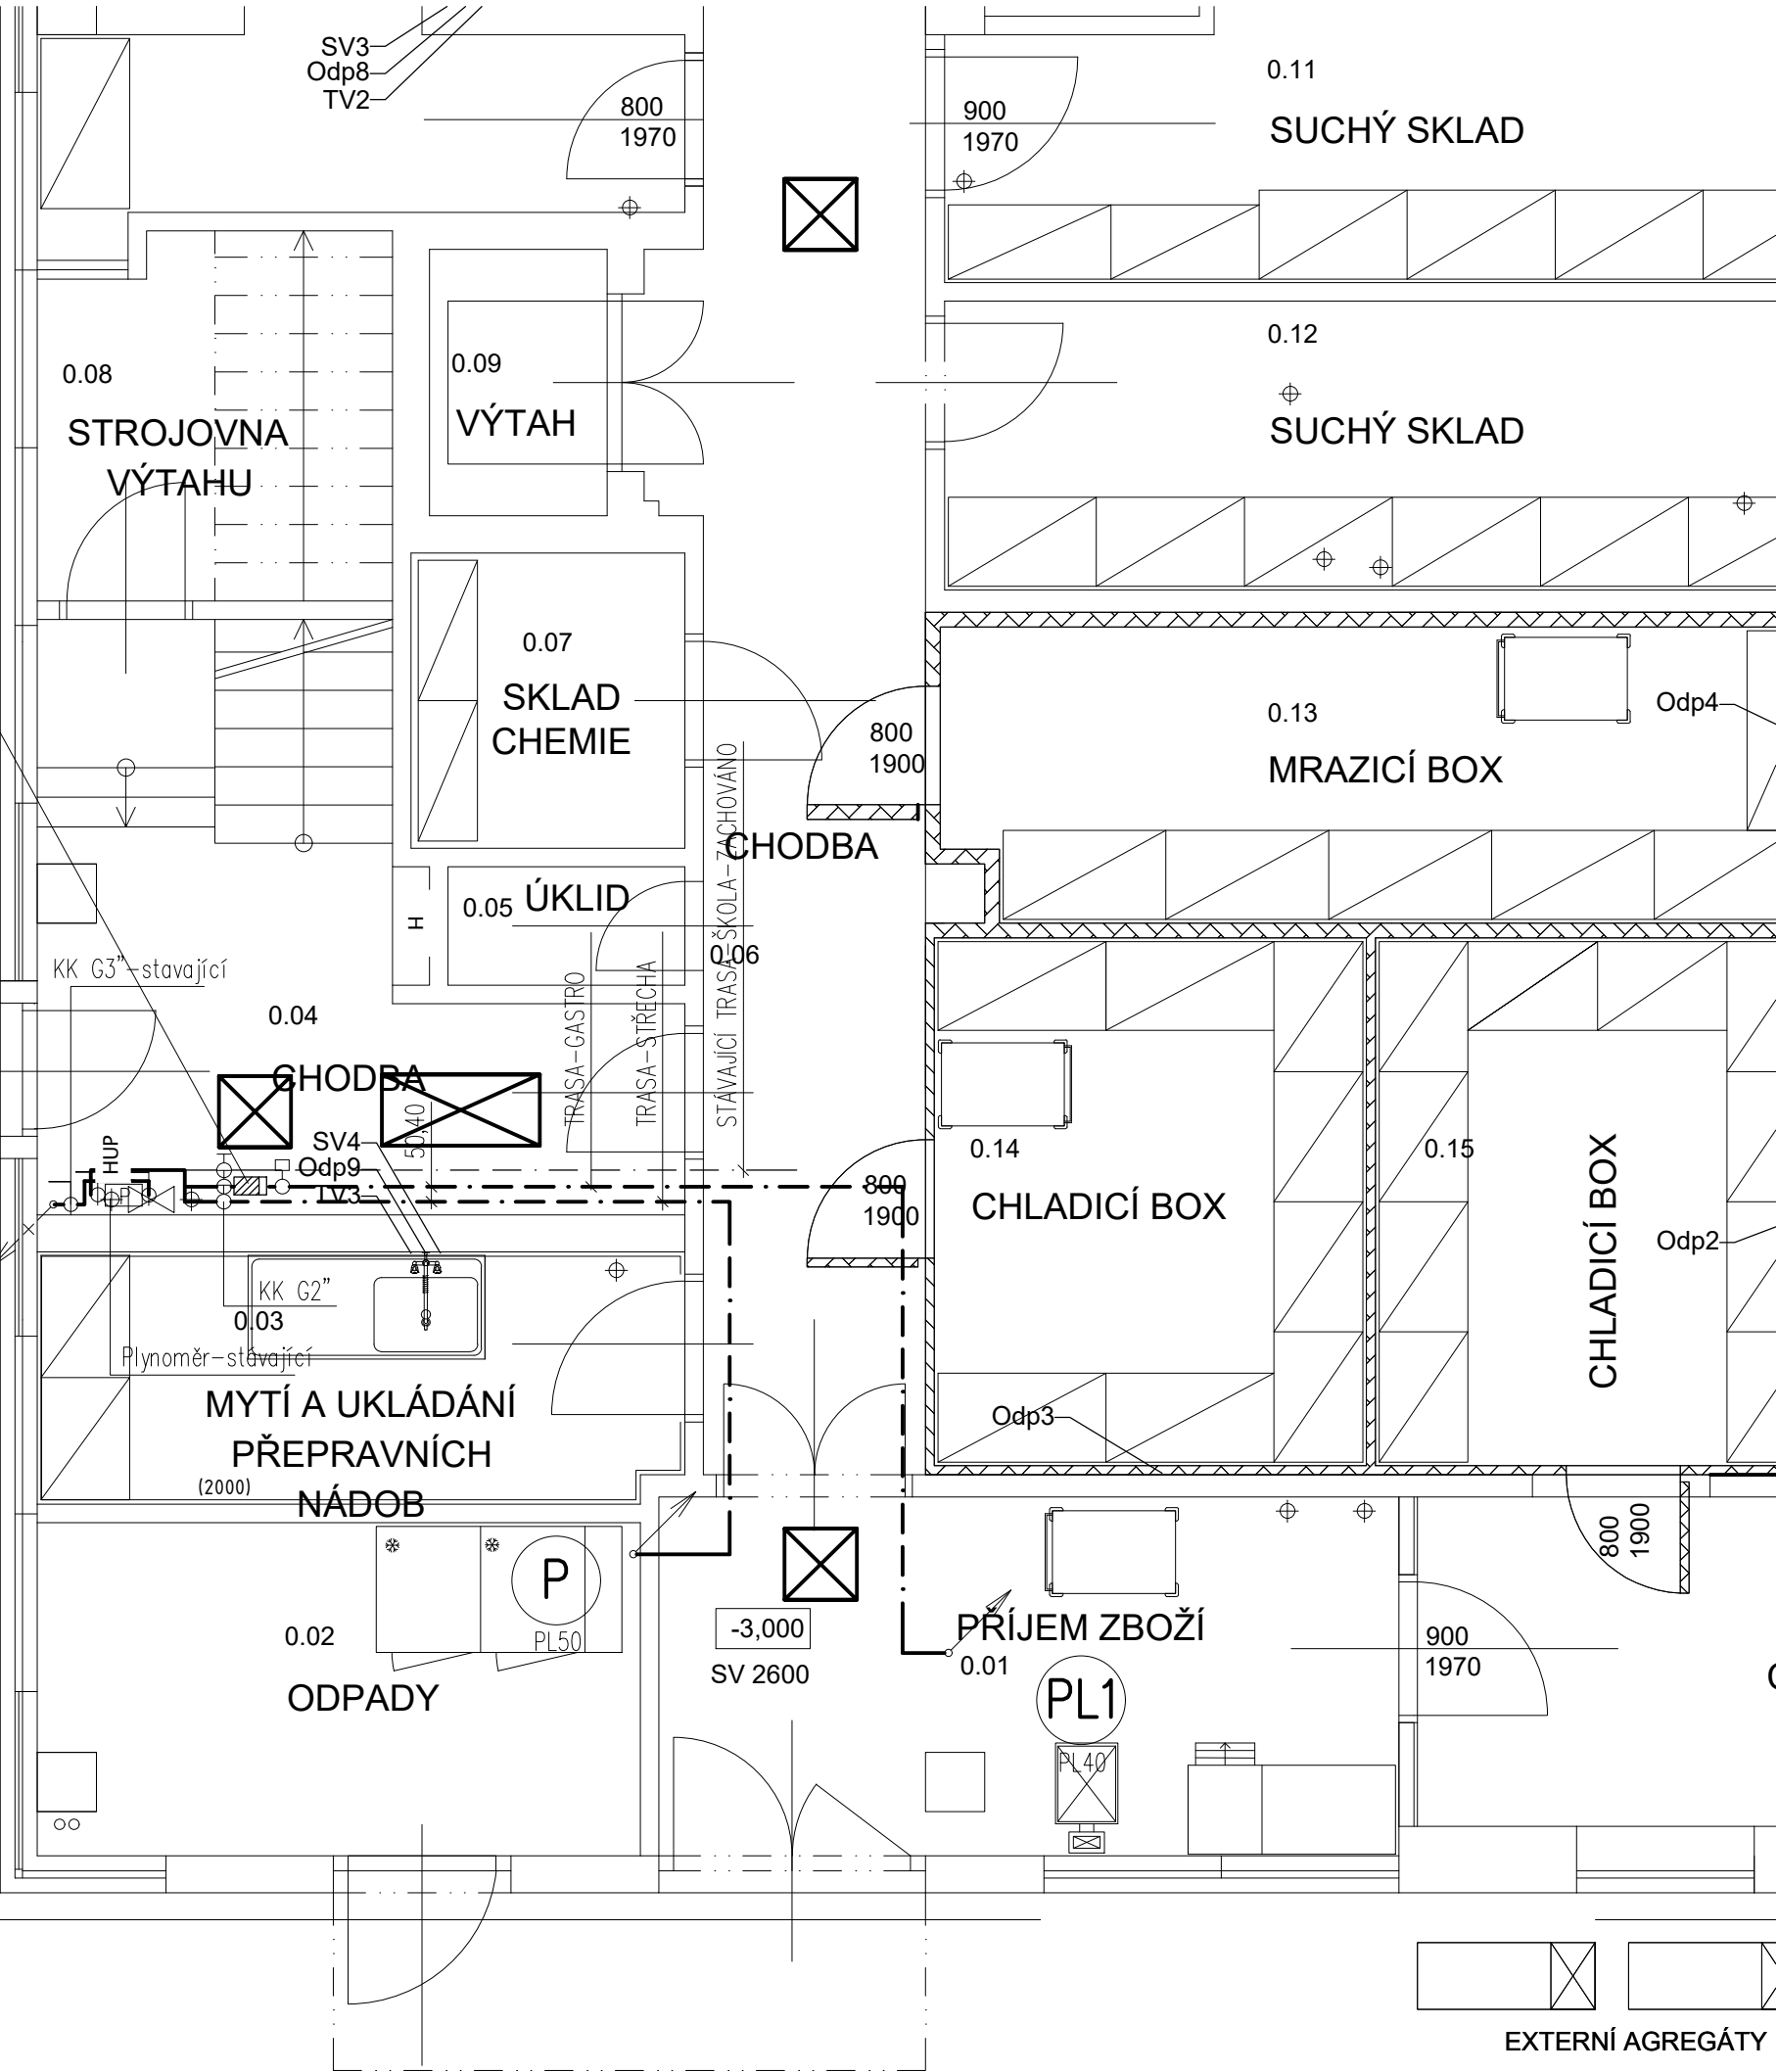 SV3
Odp8
TV2
800
1970
900
1970
0.11
SUCHÝ SKLAD
0.12
SUCHÝ SKLAD
0.08
STROJOVNA
VÝTAHU
0.09
VÝTAH
0.07
SKLAD
CHEMIE
800
1900
0.13
MRAZICÍ BOX
Odp4
CHODBA
0.06
STÁVAJÍCÍ TRASA-ŠKOLA-ZACHOVÁNO
TRASA-STŘECHA
TRASA-GASTRO
H
0.05
ÚKLID
KK G3"-stavající
0.04
CHODBA
50,40
HUP
SV4
Odp9
TV3
800
1900
0.14
CHLADICÍ BOX
0.15
CHLADICÍ BOX
Odp2
KK G2"
0.03
Plynoměr-stávající
MYTÍ A UKLÁDÁNÍ
PŘEPRAVNÍCH
NÁDOB
(2000)
Odp3
800
1900
P
PL50
0.02
ODPADY
-3,000
SV 2600
PŘÍJEM ZBOŽÍ
0.01
PL1
PL40
900
1970
EXTERNÍ AGREGÁTY